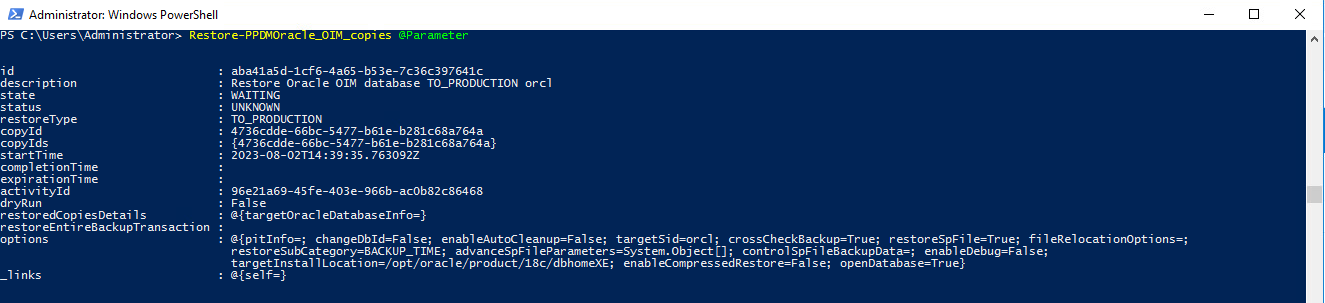 Administrator: Windows PowerShell
PS C:\Users\Administrator> Restore-PPDMOracle_OIM_copies @Parameter
id : aba41a5d-1cf6-4a65-b53e-7c36c397641c
description : Restore Oracle OIM database TO_PRODUCTION orcl
state : WAITING
status : UNKNOWN
restoreType : TO_PRODUCTION
copyId : 4736cdde-66bc-5477-b61e-b281c68a764a
copyIds : {4736cdde-66bc-5477-b61e-b281c68a764a}
startTime : 2023-08-02T14:39:35.763092Z
completionTime :
expirationTime :
activityId : 96e21a69-45fe-403e-966b-ac0b82c86468
dryRun : False
restoredCopiesDetails : @{targetOracleDatabaseInfo=}
restoreEntireBackupTransaction :
options : @{pitInfo=; changeDbId=False; enableAutoCleanup=False; targetSid=orcl; crossCheckBackup=True; restoreSpFile=True; fileRelocationOptions=;
restoreSubCategory=BACKUP_TIME; advanceSpFileParameters=System.Object[]; controlSpFileBackupData=; enableDebug=False;
targetInstallLocation=/opt/oracle/product/18c/dbhomeXE; enableCompressedRestore=False; openDatabase=True}
_links : @{self=}